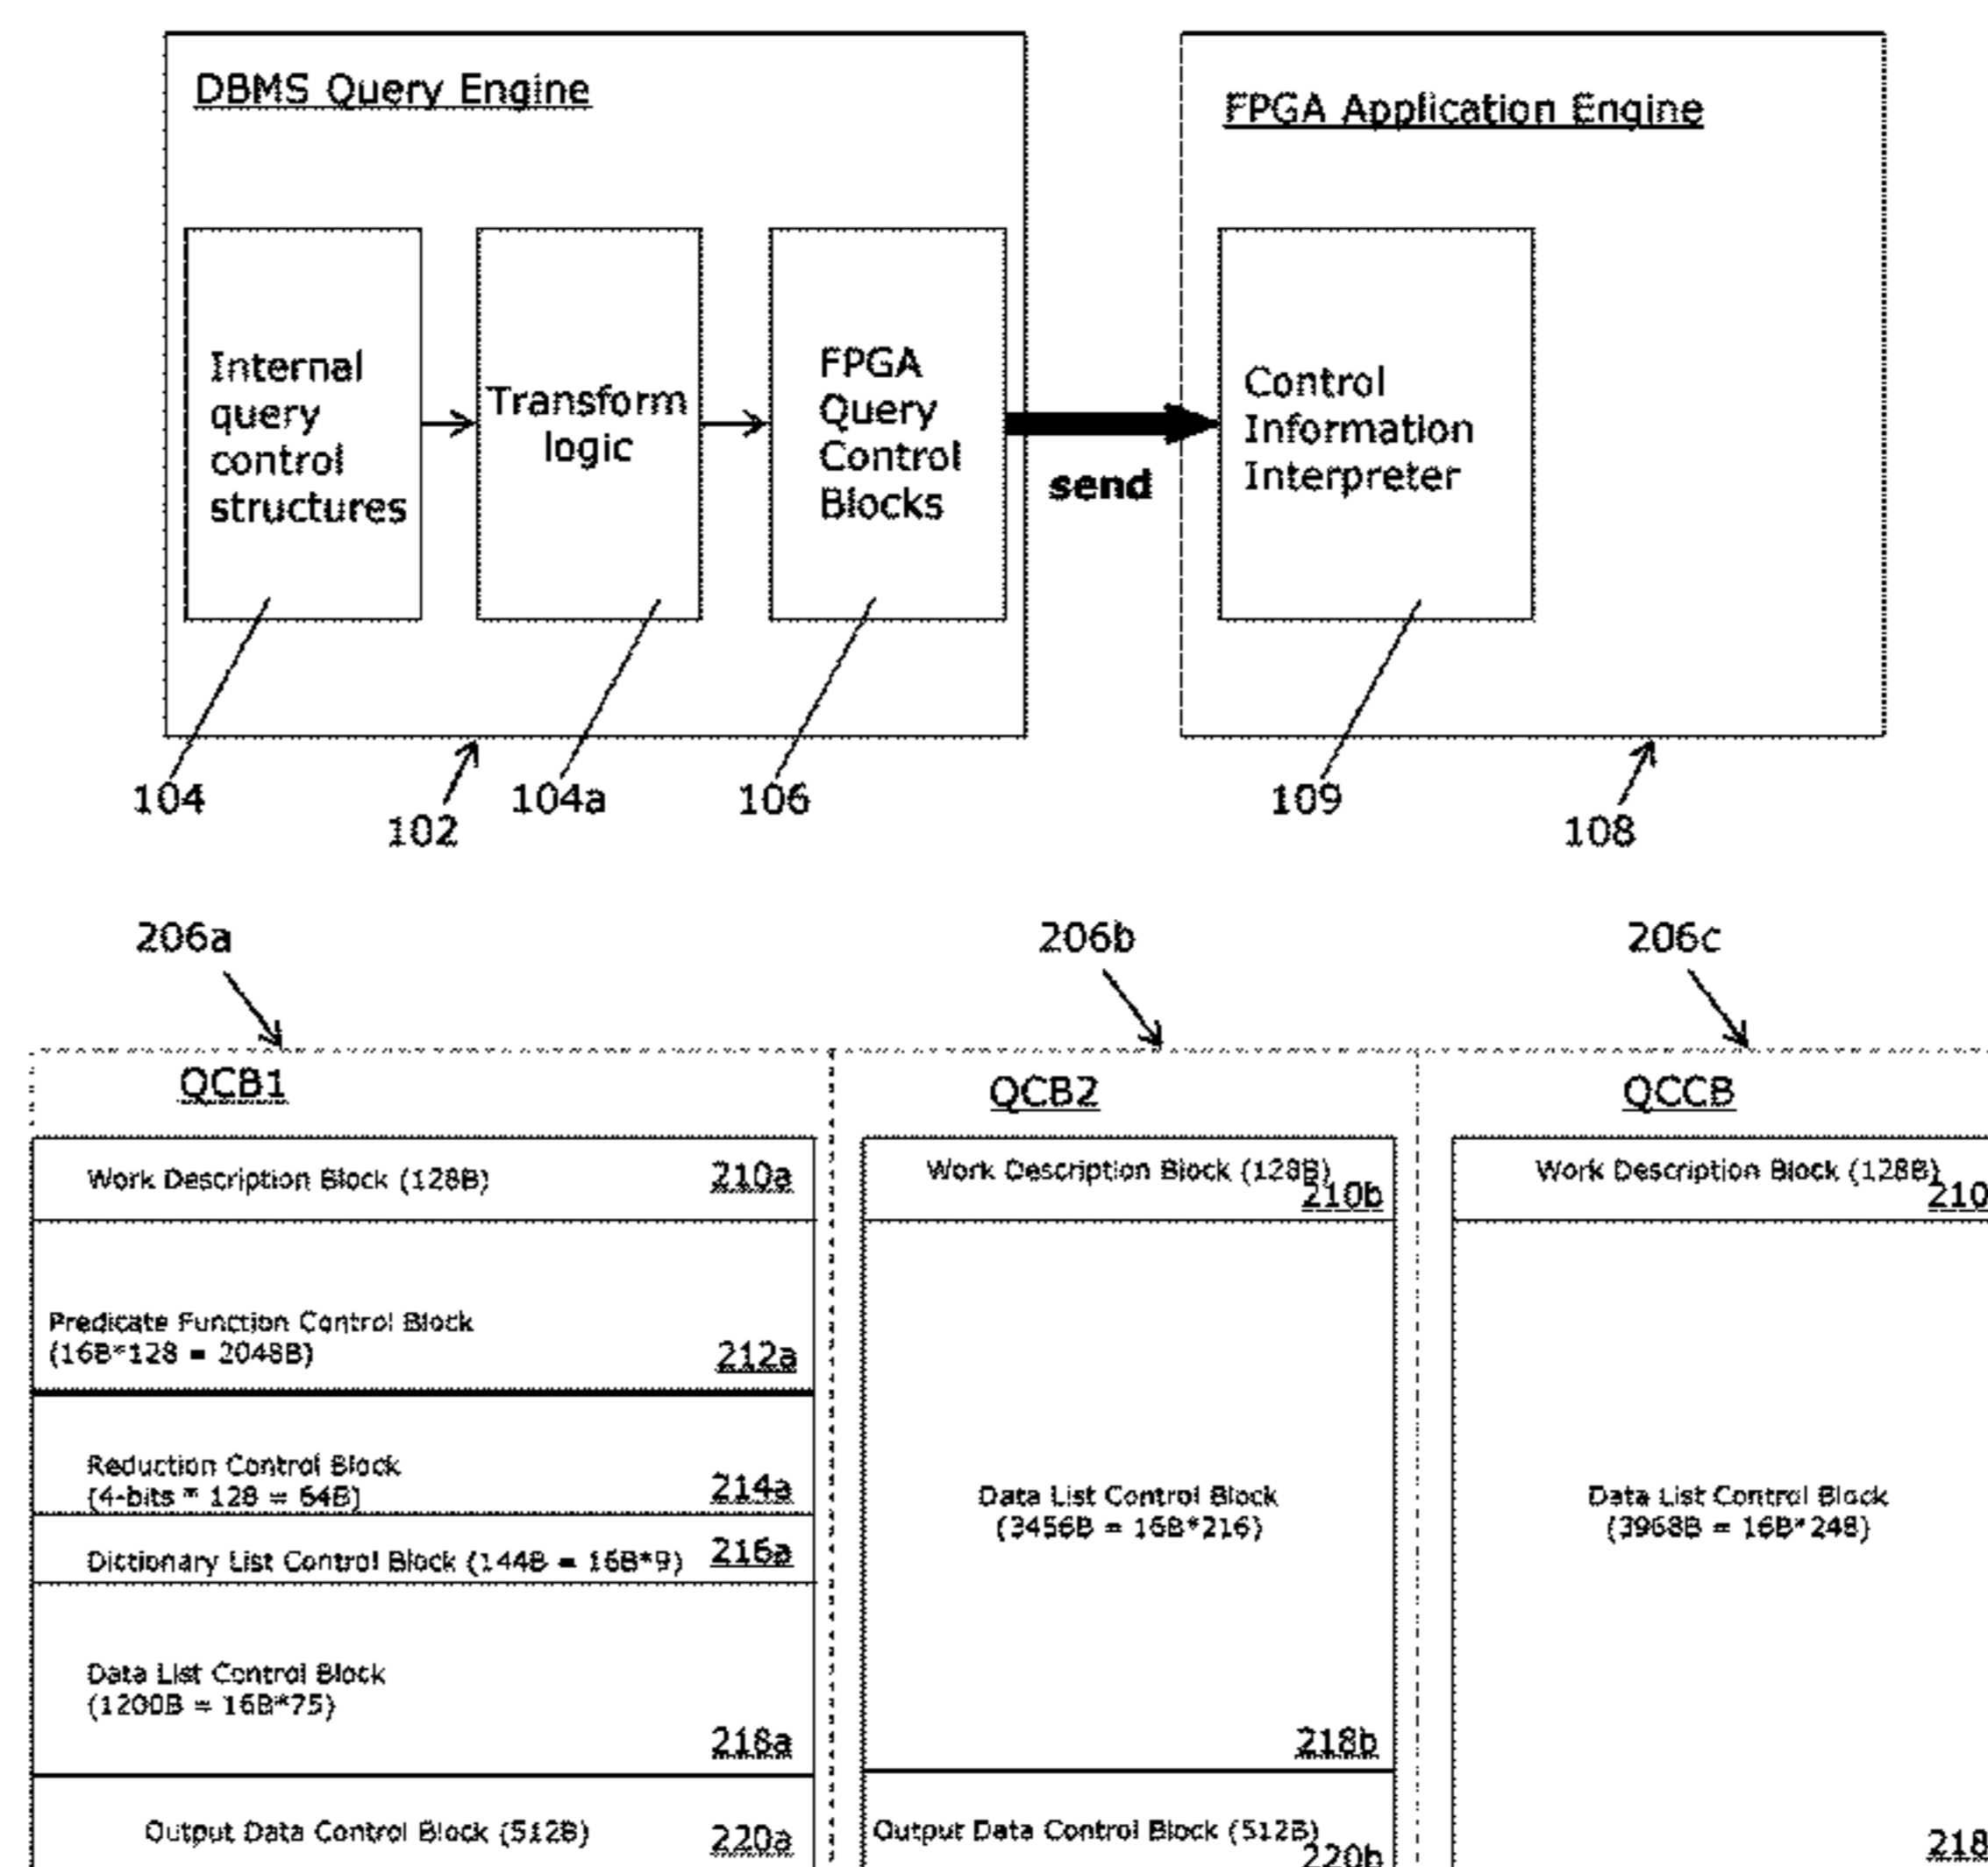 DBMS Query Engine
FPGA Application Engine
Internal
query
control
structures
Transform
logic
FPGA
Query
Control
Blocks
send
Control
Information
Interpreter
104
102
104a
106
109
108
206a
206b
206c
QCB1
QCB2
QCCB
Work Description Block (128B)
210a
Predicate Function Control Block
(16B*128 = 2048B)
212a
Reduction Control Block
(4-bits * 128 = 64B)
214a
Dictionary List Control Block (144B = 16B*9)
216a
Data List Control Block
(1200B = 16B*75)
218a
Output Data Control Block (512B)
220a
Work Description Block (128B)
210b
Data List Control Block
(3456B = 16B*216)
218b
Output Data Control Block (512B)
220b
Work Description Block (128B)
210
Data List Control Block
(3968B = 16B*248)
218